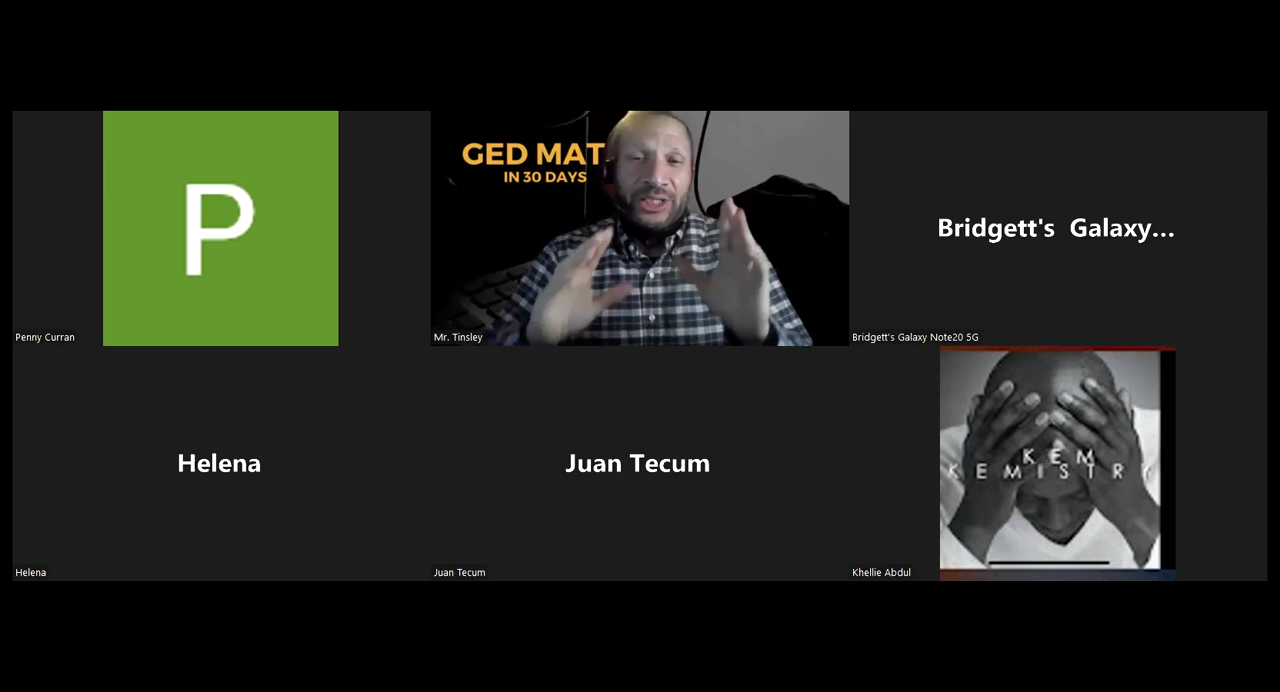 P
Penny Curran
GED MAT
IN 30 DAYS
Mr. Tinsley
Bridgett's Galaxy...
Bridgett's Galaxy Note20 5G
Helena
Helena
Juan Tecum
Juan Tecum
KEM
KEMISTRY
Khellie Abdul